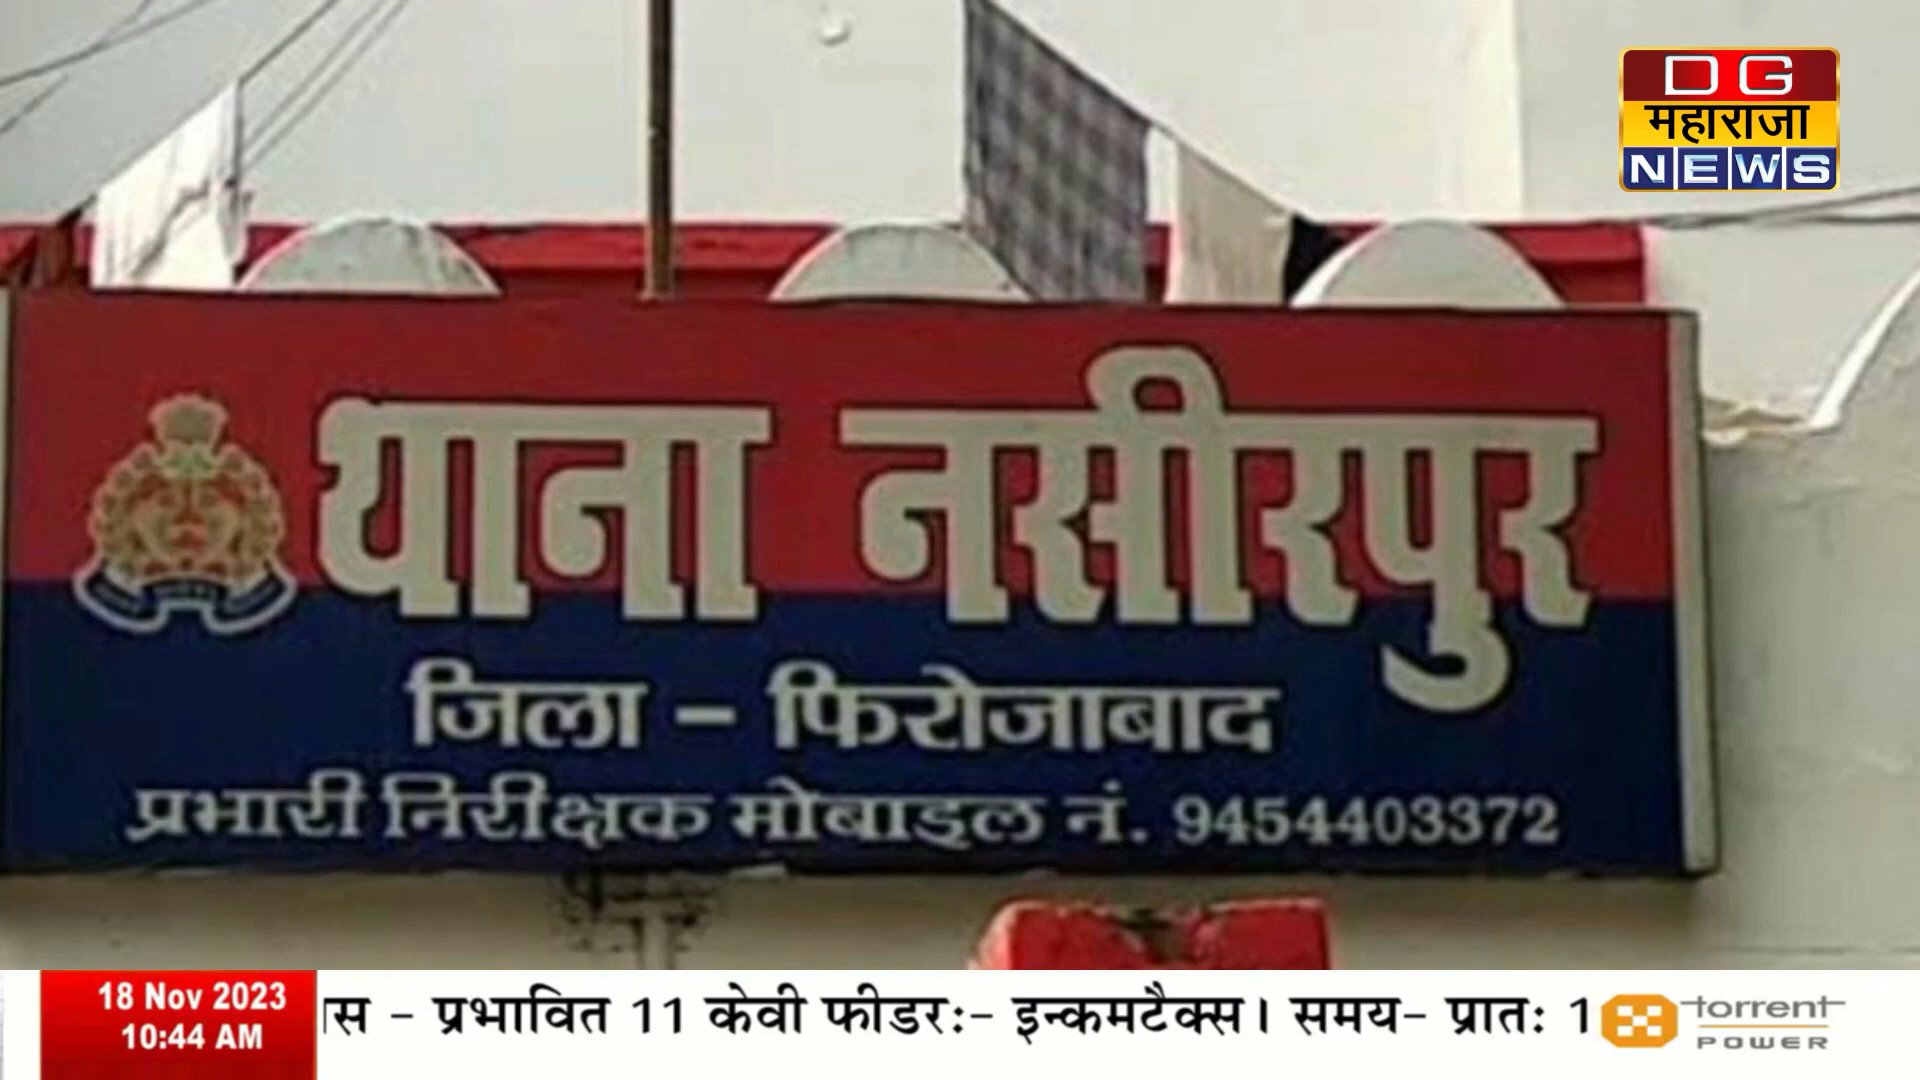 DG
महाराजा
NEWS
थाना नसीरपुर
जिला – फिरोजाबाद
प्रभारी निरीक्षक मोबाइल नं. 9454403372
18 Nov 2023
10:44 AM
स - प्रभावित 11 केवी फीडरः- इन्कमटैक्स। समय- प्रातः 1
torrent
POWER